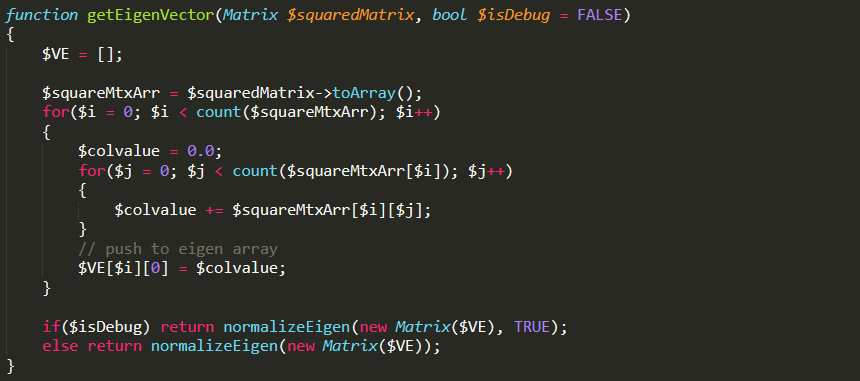 function getEigenVector(Matrix $squaredMatrix, bool $isDebug = FALSE)
{
    $VE = [];

    $squareMtxArr = $squaredMatrix->toArray();
    for($i = 0; $i < count($squareMtxArr); $i++)
    {
        $colvalue = 0.0;
        for($j = 0; $j < count($squareMtxArr[$i]); $j++)
        {
            $colvalue += $squareMtxArr[$i][$j];
        }
        // push to eigen array
        $VE[$i][0] = $colvalue;
    }

    if($isDebug) return normalizeEigen(new Matrix($VE), TRUE);
    else return normalizeEigen(new Matrix($VE));
}